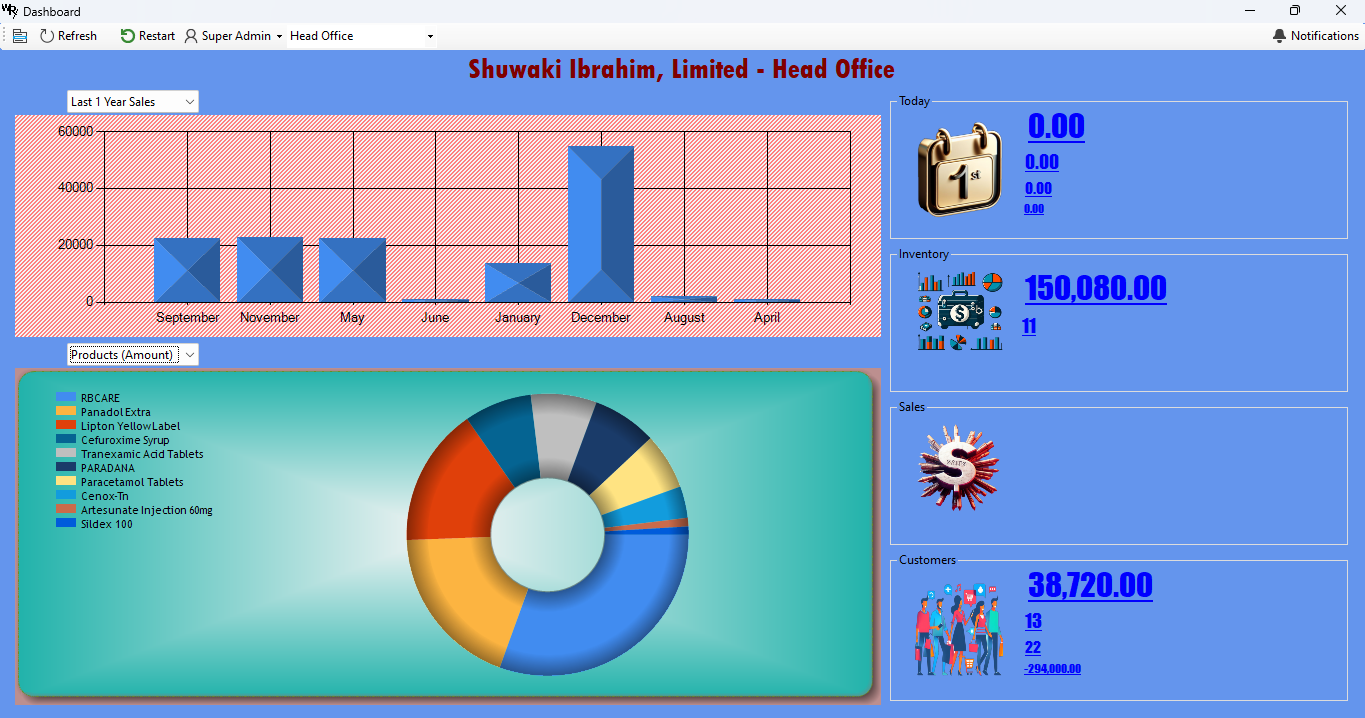 Dashboard
Refresh Restart Super Admin Head Office Notifications
Shuwaki Ibrahim, Limited - Head Office
Last 1 Year Sales
60000
40000
20000
0
September November May June January December August April
Products (Amount)
RBCARE
Panadol Extra
Lipton YellowLabel
Cefuroxime Syrup
Tranexamic Acid Tablets
PARADANA
Paracetamol Tablets
Cenox-Tn
Artesunate Injection 60mg
Sildex 100
Today
1st
0.00
0.00
0.00
0.00
Inventory
$
150,080.00
11
Sales
$
Customers
38,720.00
13
22
-294,000.00